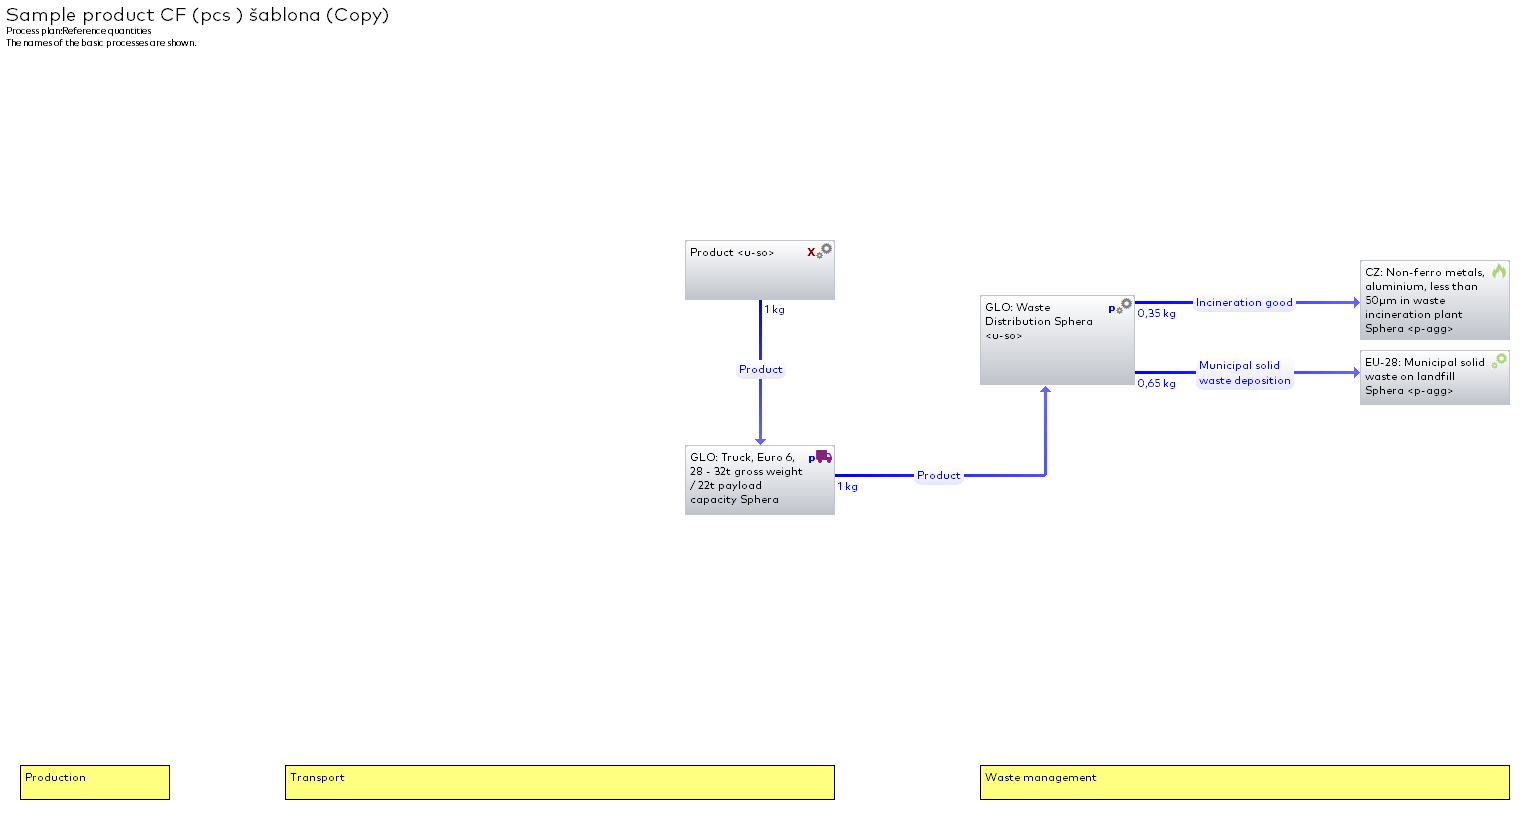 Sample product CF (pcs ) šablona (Copy)
Process plan:Reference quantities
The names of the basic processes are shown.
Product <u-so>
X
1 kg
Product
GLO: Truck, Euro 6,
28 - 32t gross weight
/ 22t payload
capacity Sphera
p
1 kg
Product
GLO: Waste
Distribution Sphera
<u-so>
p
0,35 kg
Incineration good
0,65 kg
Municipal solid
waste deposition
CZ: Non-ferro metals,
aluminium, less than
50µm in waste
incineration plant
Sphera <p-agg>
EU-28: Municipal solid
waste on landfill
Sphera <p-agg>
Production
Transport
Waste management